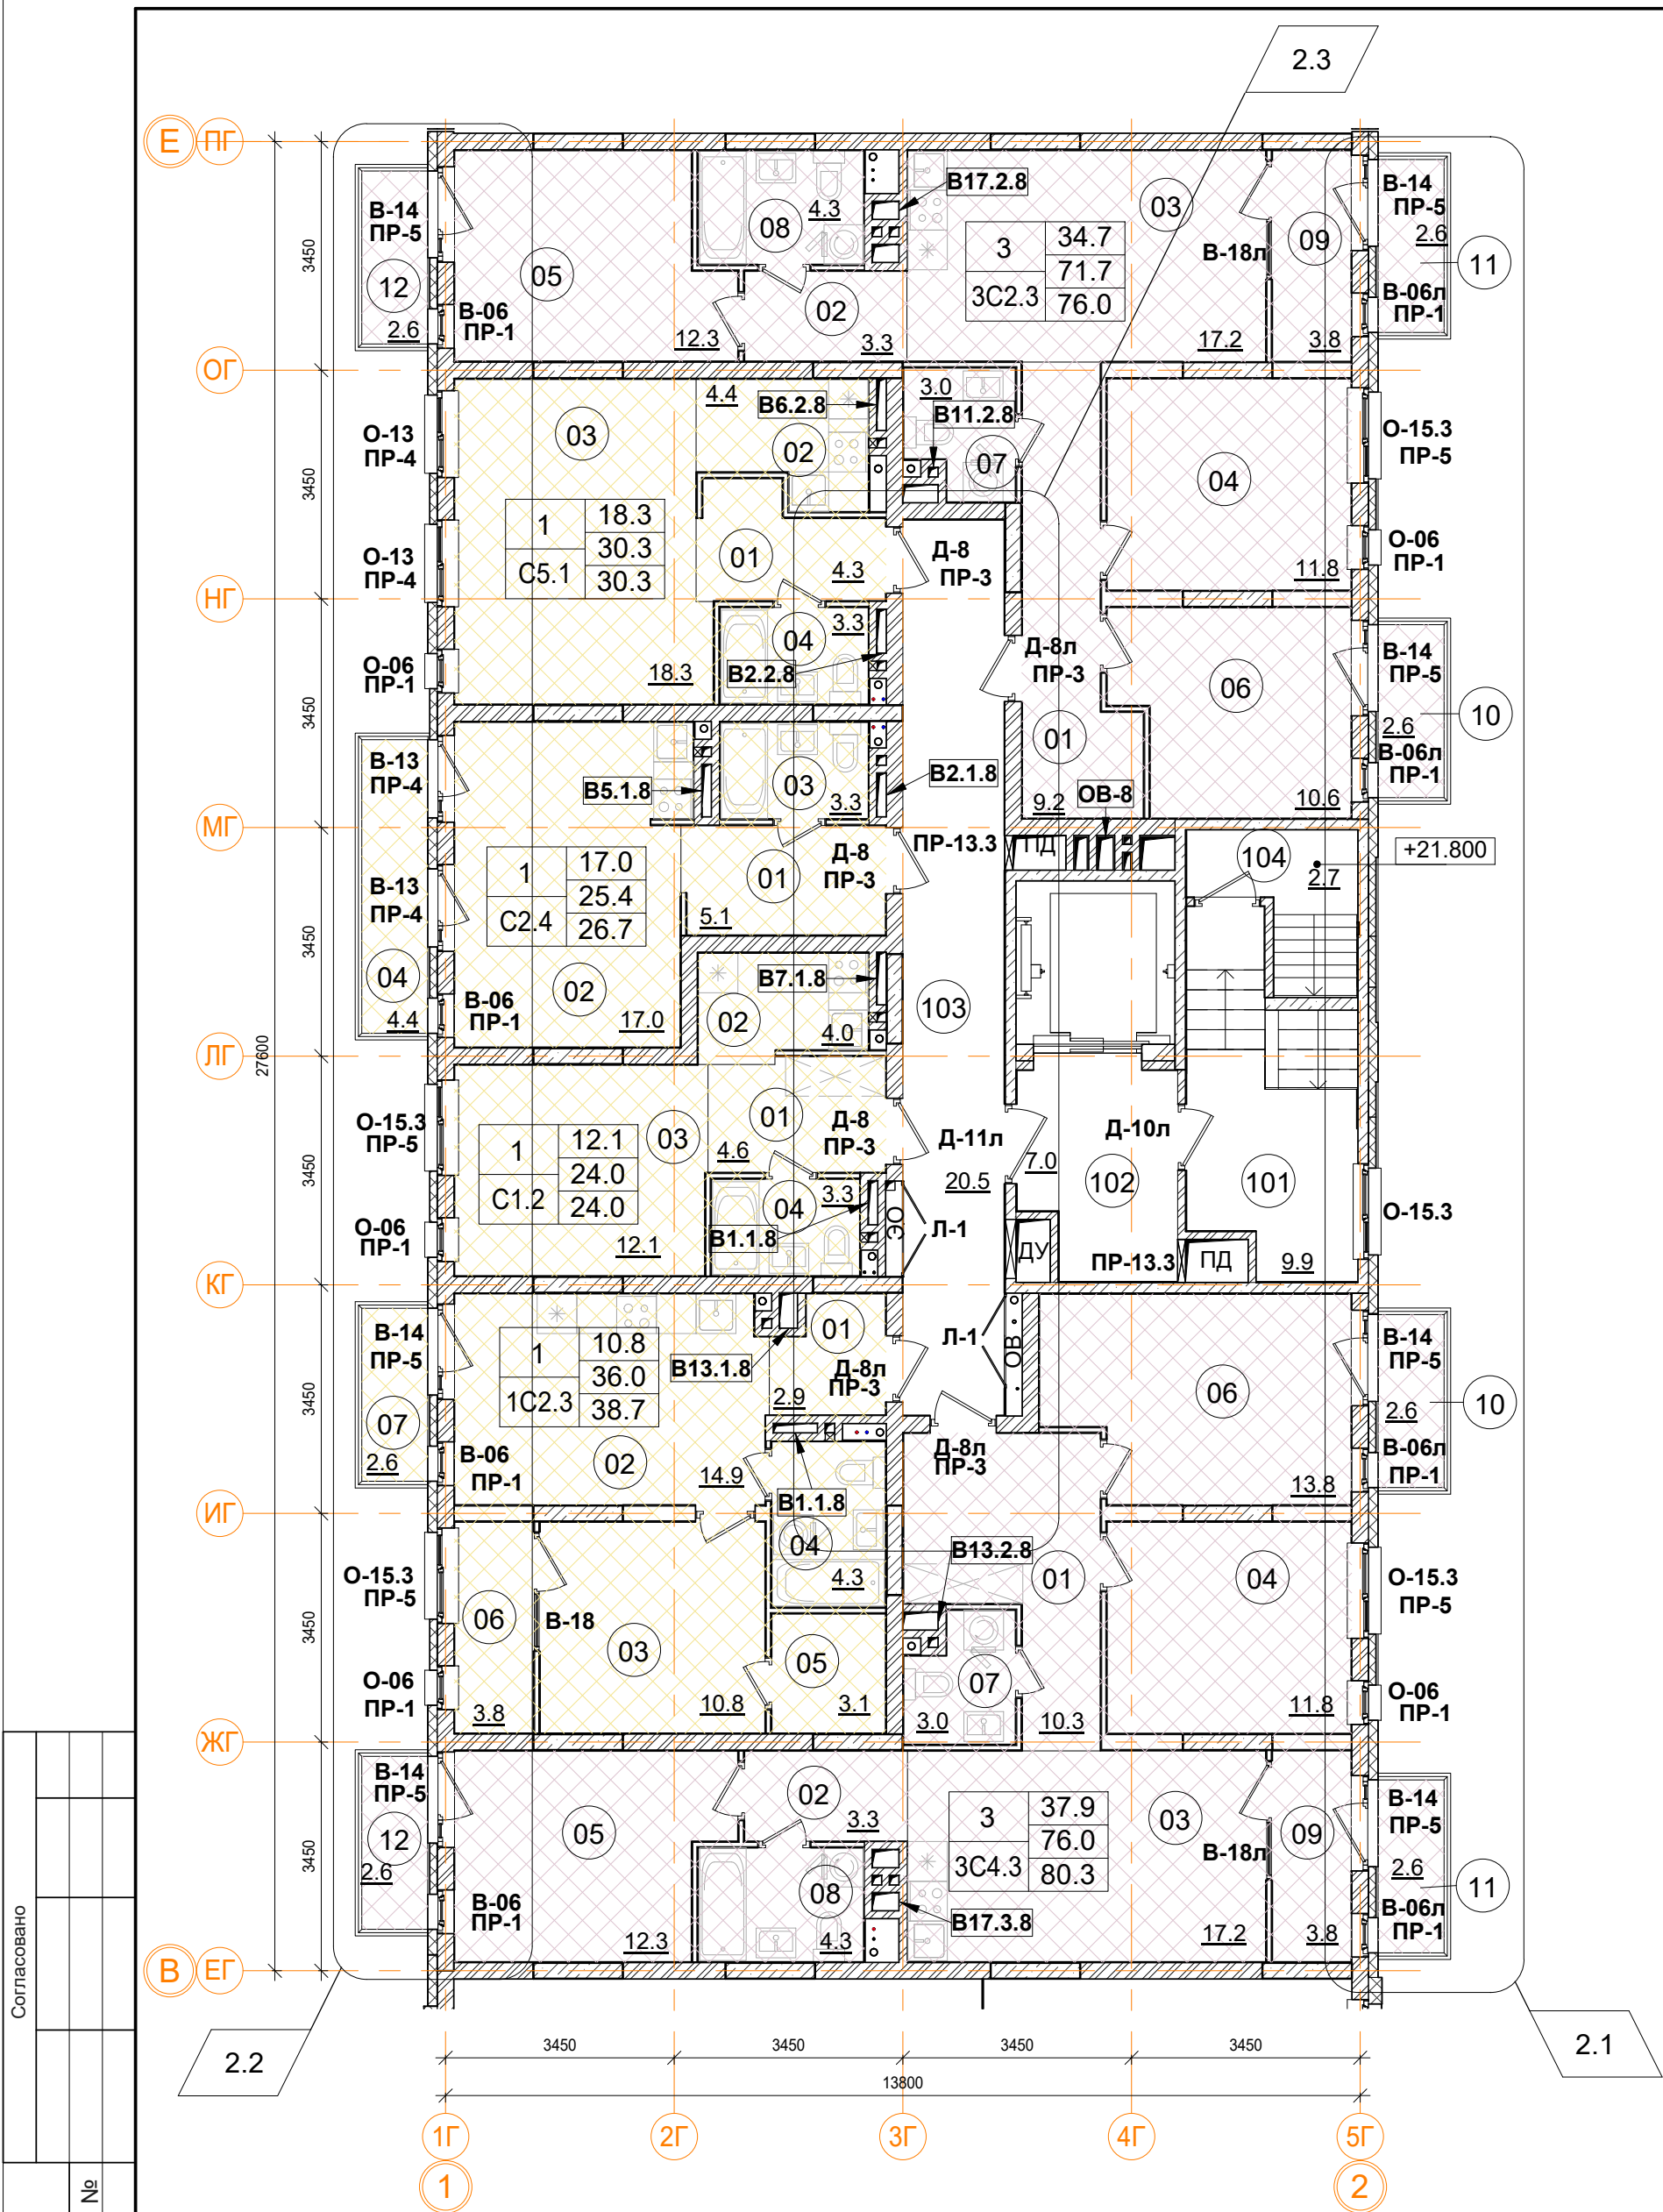 2.3
Е ПГ
В-14
ПР-5
12
2.6
05
В-06
ПР-1
12.3
08
4.3
02
3.3
В17.2.8
03
3
34.7
71.7
3С2.3
76.0
В-18л
17.2
09
3.8
В-14
ПР-5
2.6
11
В-06л
ПР-1
3450
ОГ
О-13
ПР-4
03
4.4
В6.2.8
02
3.0
В11.2.8
07
04
О-15.3
ПР-5
1
18.3
30.3
С5.1
30.3
О-13
ПР-4
01
4.3
Д-8
ПР-3
11.8
О-06
ПР-1
3450
НГ
О-06
ПР-1
18.3
04
3.3
В2.2.8
Д-8л
ПР-3
06
В-14
ПР-5
2.6
10
В-06л
ПР-1
3450
В-13
ПР-4
В5.1.8
03
3.3
В2.1.8
01
9.2
ОВ-8
10.6
МГ
ПР-13.3
ПД
104
2.7
+21.800
1
17.0
25.4
С2.4
26.7
В-13
ПР-4
01
5.1
Д-8
ПР-3
04
4.4
02
В-06
ПР-1
17.0
В7.1.8
02
4.0
103
3450
27600
ЛГ
О-15.3
ПР-5
1
12.1
24.0
С1.2
24.0
03
01
4.6
Д-8
ПР-3
Д-11л
20.5
7.0
Д-10л
102
101
О-15.3
О-06
ПР-1
12.1
04
3.3
В1.1.8
ЭО
Л-1
ДУ
ПР-13.3
ПД
9.9
3450
КГ
В-14
ПР-5
07
2.6
1
10.8
36.0
1С2.3
38.7
В13.1.8
01
2.9
Д-8л
ПР-3
Л-1
ОВ
06
В-14
ПР-5
2.6
10
В-06л
ПР-1
В-06
ПР-1
02
14.9
В1.1.8
Д-8л
ПР-3
13.8
3450
ИГ
О-15.3
ПР-5
06
В-18
03
04
4.3
В13.2.8
01
04
О-15.3
ПР-5
О-06
ПР-1
3.8
10.8
05
3.1
07
3.0
10.3
11.8
О-06
ПР-1
3450
ЖГ
В-14
ПР-5
12
2.6
05
В-06
ПР-1
12.3
02
3.3
08
4.3
В17.3.8
3
37.9
76.0
3С4.3
80.3
03
В-18л
17.2
09
3.8
В-14
ПР-5
2.6
11
В-06л
ПР-1
3450
В ЕГ
2.2
2.1
3450 3450 3450 3450
13800
1Г 2Г 3Г 4Г 5Г
1 2
Согласовано
№